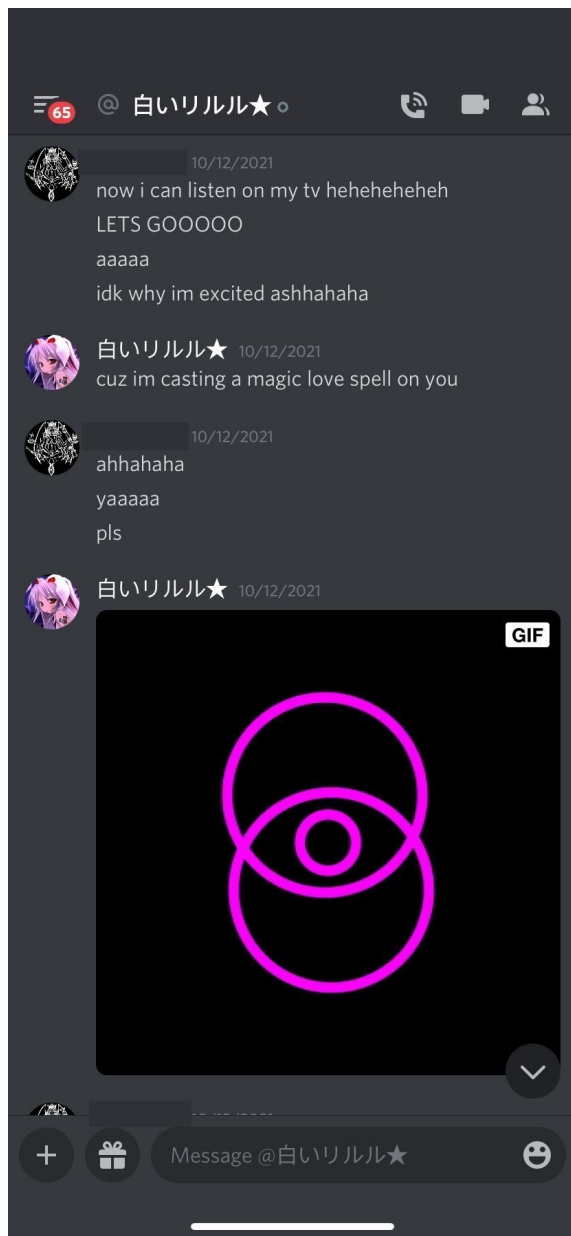 65
@ 白いリルル★
10/12/2021
now i can listen on my tv heheheheheh
LETS GOOOOO
aaaaa
idk why im excited ashhahaha
白いリルル★ 10/12/2021
cuz im casting a magic love spell on you
10/12/2021
ahhahaha
yaaaaa
pls
白いリルル★ 10/12/2021
GIF
Message @白いリルル★